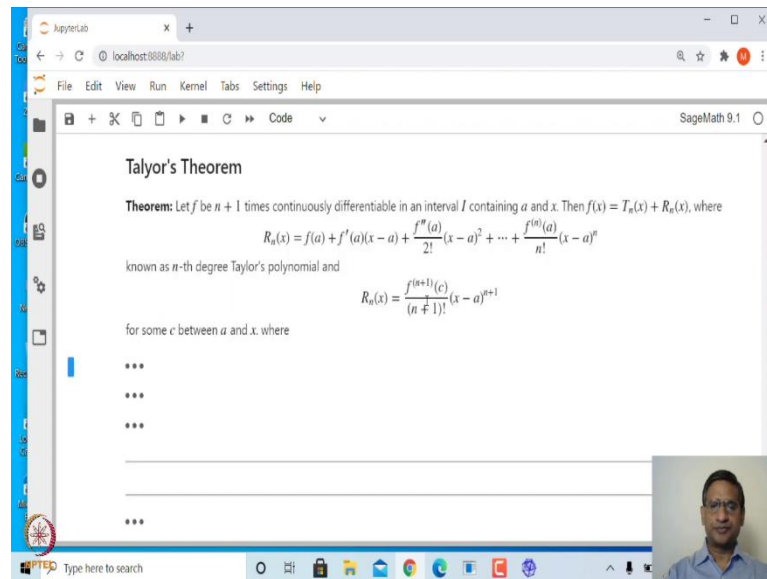 JupyterLab
localhost:8888/lab?
M
File Edit View Run Kernel Tabs Settings Help
Code
SageMath 9.1
Talyor's Theorem
Theorem: Let f be n + 1 times continuously differentiable in an interval I containing a and x. Then f(x) = Tₙ(x) + Rₙ(x), where
Rₙ(x) = f(a) + f′(a)(x − a) + f″(a)/2! (x − a)² + ⋯ + f⁽ⁿ⁾(a)/n! (x − a)ⁿ
known as n-th degree Taylor's polynomial and
Rₙ(x) = f⁽ⁿ⁺¹⁾(c)/(n + 1)! (x − a)ⁿ⁺¹
for some c between a and x. where
NPTEL
Type here to search